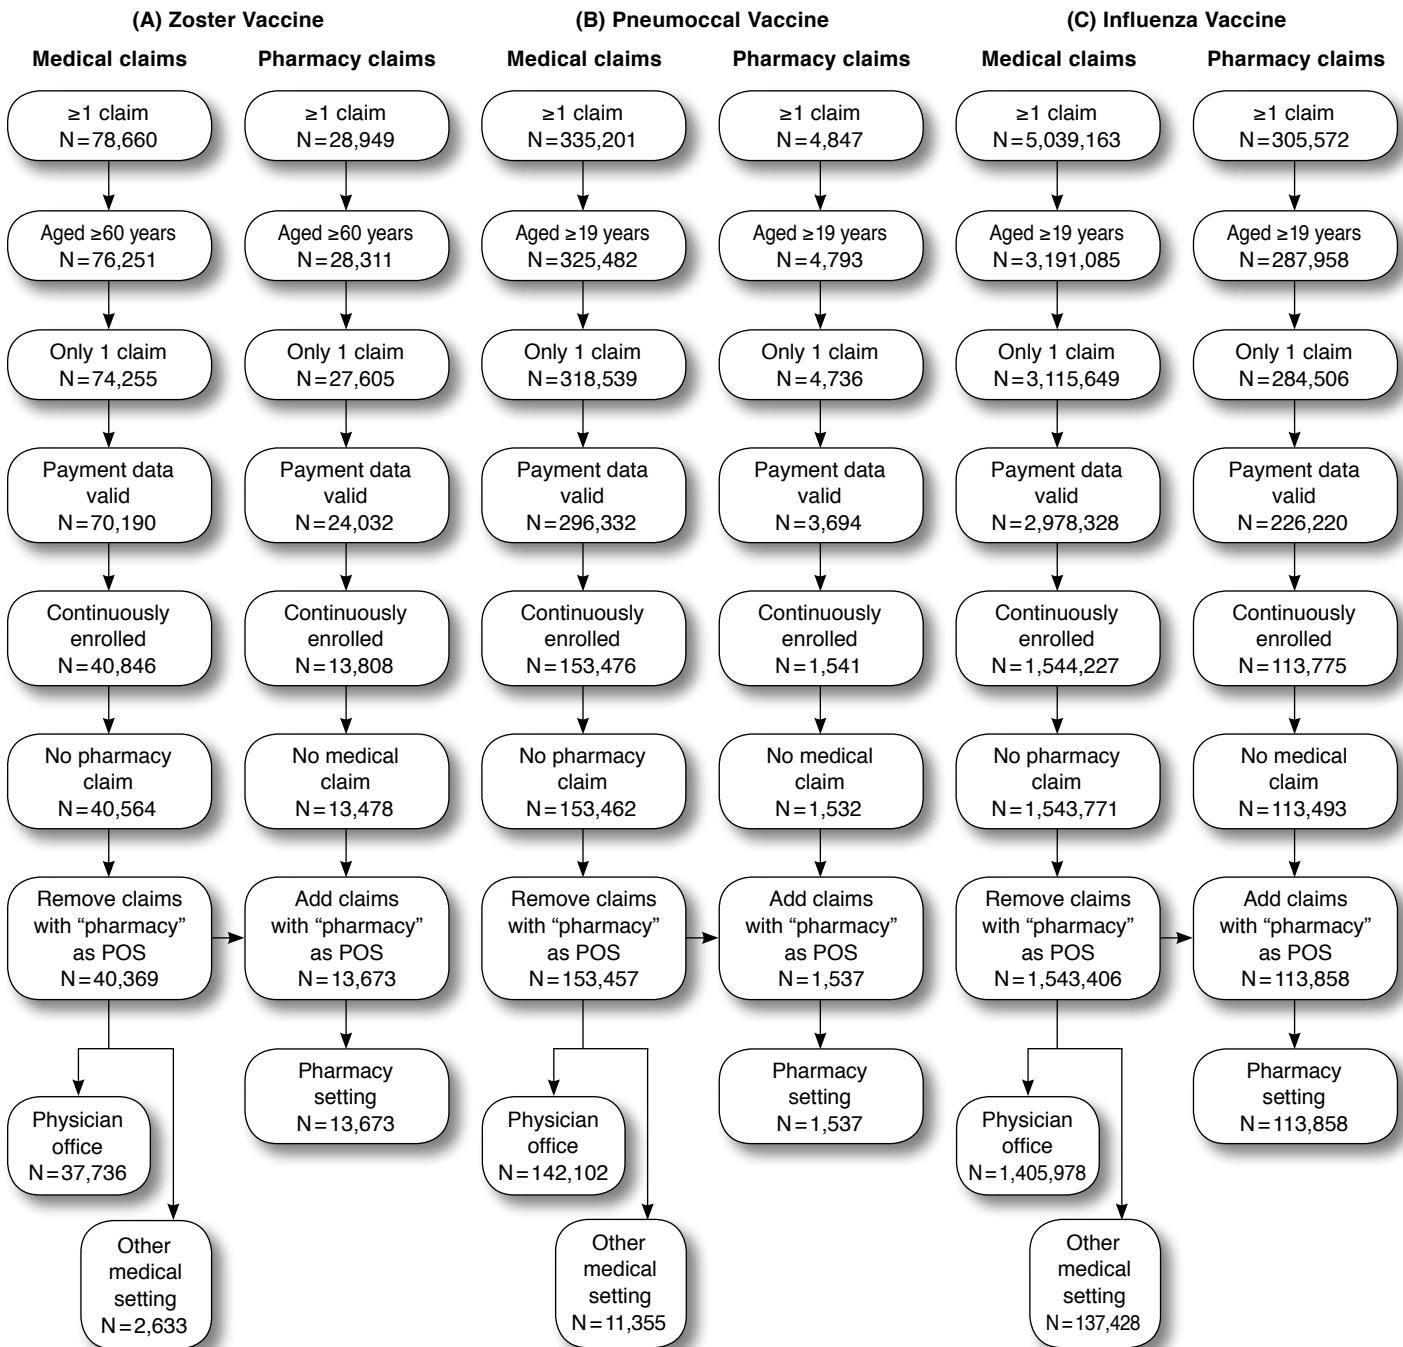 (A) Zoster Vaccine
Medical claims
≥1 claim
N=78,660
Aged ≥60 years
N=76,251
Only 1 claim
N=74,255
Payment data
valid
N=70,190
Continuously
enrolled
N=40,846
No pharmacy
claim
N=40,564
Remove claims
with “pharmacy”
as POS
N=40,369
Physician
office
N=37,736
Other
medical
setting
N=2,633
Pharmacy claims
≥1 claim
N=28,949
Aged ≥60 years
N=28,311
Only 1 claim
N=27,605
Payment data
valid
N=24,032
Continuously
enrolled
N=13,808
No medical
claim
N=13,478
Add claims
with “pharmacy”
as POS
N=13,673
Pharmacy
setting
N=13,673
(B) Pneumoccal Vaccine
Medical claims
≥1 claim
N=335,201
Aged ≥19 years
N=325,482
Only 1 claim
N=318,539
Payment data
valid
N=296,332
Continuously
enrolled
N=153,476
No pharmacy
claim
N=153,462
Remove claims
with “pharmacy”
as POS
N=153,457
Physician
office
N=142,102
Other
medical
setting
N=11,355
Pharmacy claims
≥1 claim
N=4,847
Aged ≥19 years
N=4,793
Only 1 claim
N=4,736
Payment data
valid
N=3,694
Continuously
enrolled
N=1,541
No medical
claim
N=1,532
Add claims
with “pharmacy”
as POS
N=1,537
Pharmacy
setting
N=1,537
(C) Influenza Vaccine
Medical claims
≥1 claim
N=5,039,163
Aged ≥19 years
N=3,191,085
Only 1 claim
N=3,115,649
Payment data
valid
N=2,978,328
Continuously
enrolled
N=1,544,227
No pharmacy
claim
N=1,543,771
Remove claims
with “pharmacy”
as POS
N=1,543,406
Physician
office
N=1,405,978
Other
medical
setting
N=137,428
Pharmacy claims
≥1 claim
N=305,572
Aged ≥19 years
N=287,958
Only 1 claim
N=284,506
Payment data
valid
N=226,220
Continuously
enrolled
N=113,775
No medical
claim
N=113,493
Add claims
with “pharmacy”
as POS
N=113,858
Pharmacy
setting
N=113,858